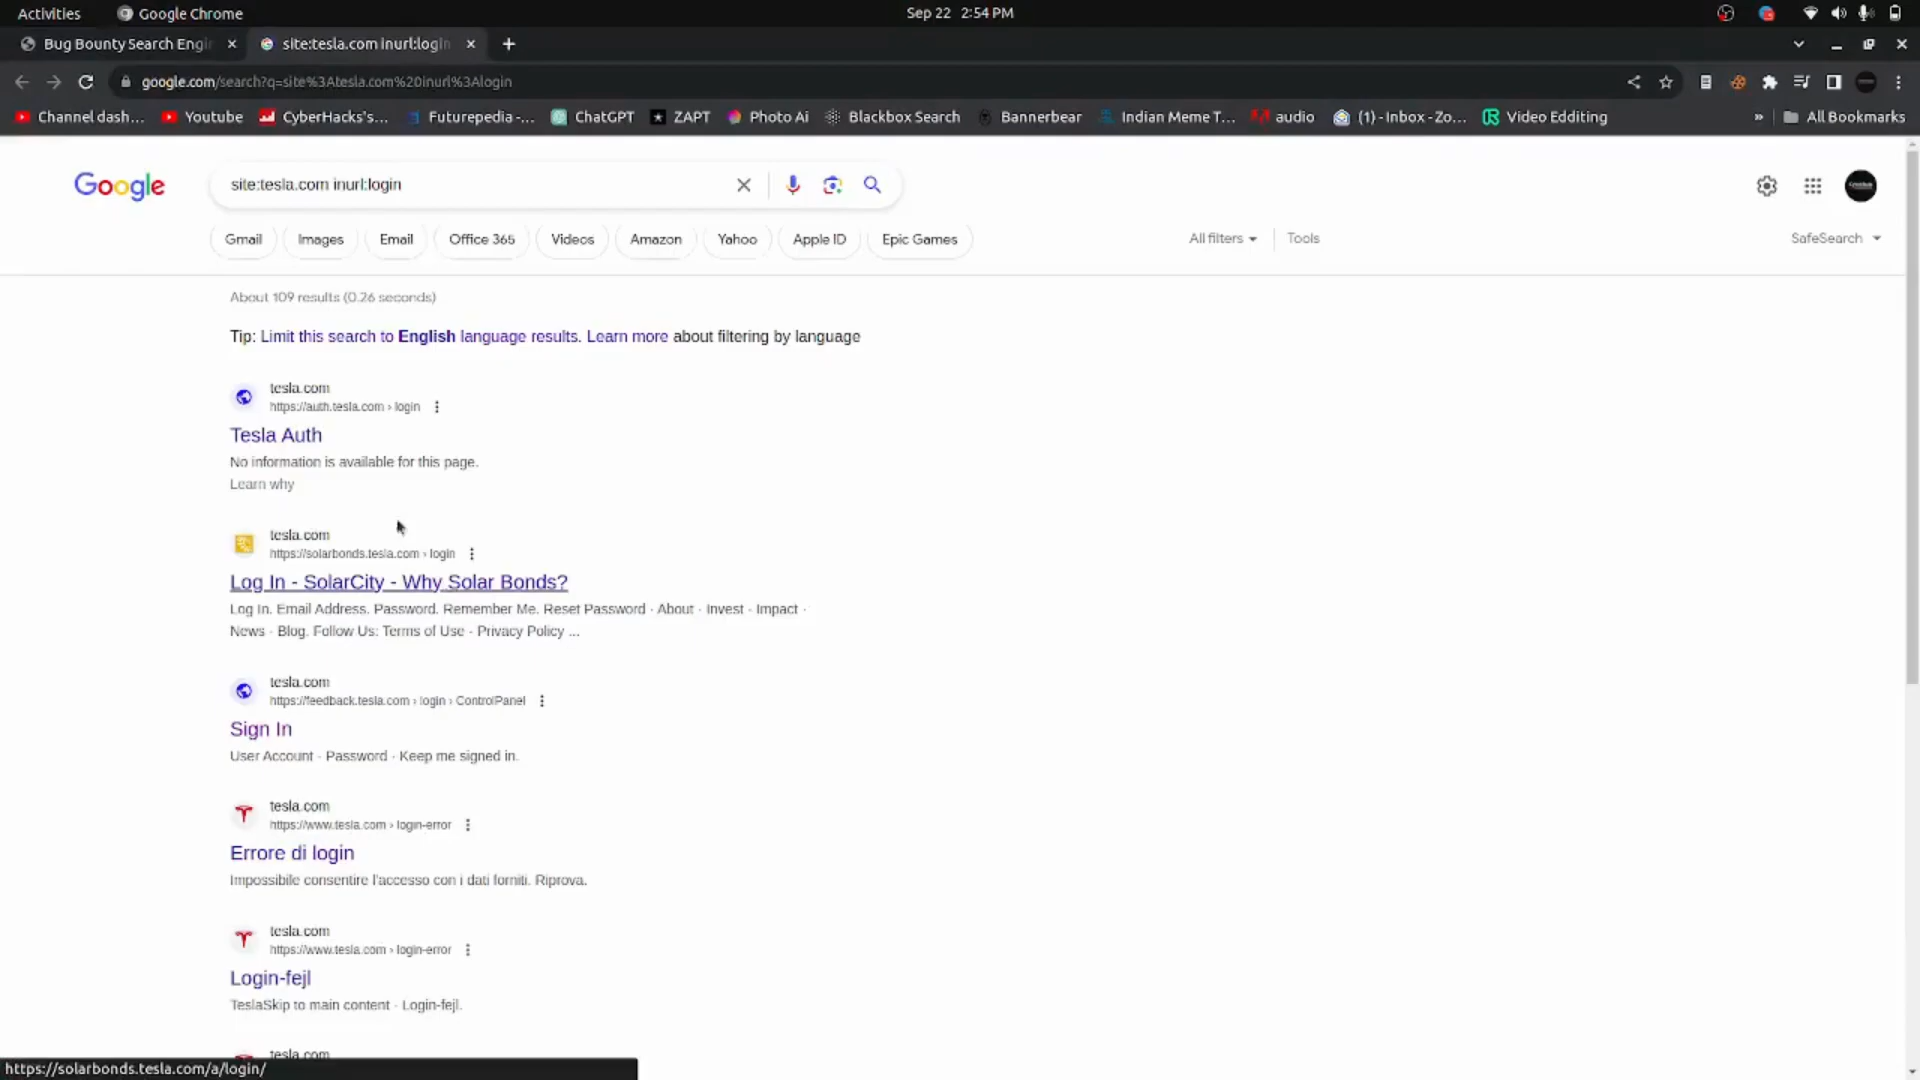 Activities
Google Chrome
Sep 22 2:54 PM
Bug Bounty Search Engi
site:tesla.com inurl:login
google.com/search?q=site%3Atesla.com%20inurl%3Alogin
Channel dash...
Youtube
CyberHacks's...
Futurepedia -...
ChatGPT
ZAPT
Photo Ai
Blackbox Search
Bannerbear
Indian Meme T...
audio
(1) - Inbox - Zo...
Video Edditing
»
All Bookmarks
Google
site:tesla.com inurl:login
Gmail
Images
Email
Office 365
Videos
Amazon
Yahoo
Apple ID
Epic Games
All filters
Tools
SafeSearch
About 109 results (0.26 seconds)
Tip: Limit this search to English language results. Learn more about filtering by language
tesla.com
https://auth.tesla.com › login
Tesla Auth
No information is available for this page.
Learn why
tesla.com
https://solarbonds.tesla.com › login
Log In - SolarCity - Why Solar Bonds?
Log In. Email Address. Password. Remember Me. Reset Password · About · Invest · Impact ·
News · Blog. Follow Us: Terms of Use - Privacy Policy ...
tesla.com
https://feedback.tesla.com › login › ControlPanel
Sign In
User Account · Password · Keep me signed in.
tesla.com
https://www.tesla.com › login-error
Errore di login
Impossibile consentire l'accesso con i dati forniti. Riprova.
tesla.com
https://www.tesla.com › login-error
Login-fejl
TeslaSkip to main content · Login-fejl.
tesla.com
https://solarbonds.tesla.com/a/login/